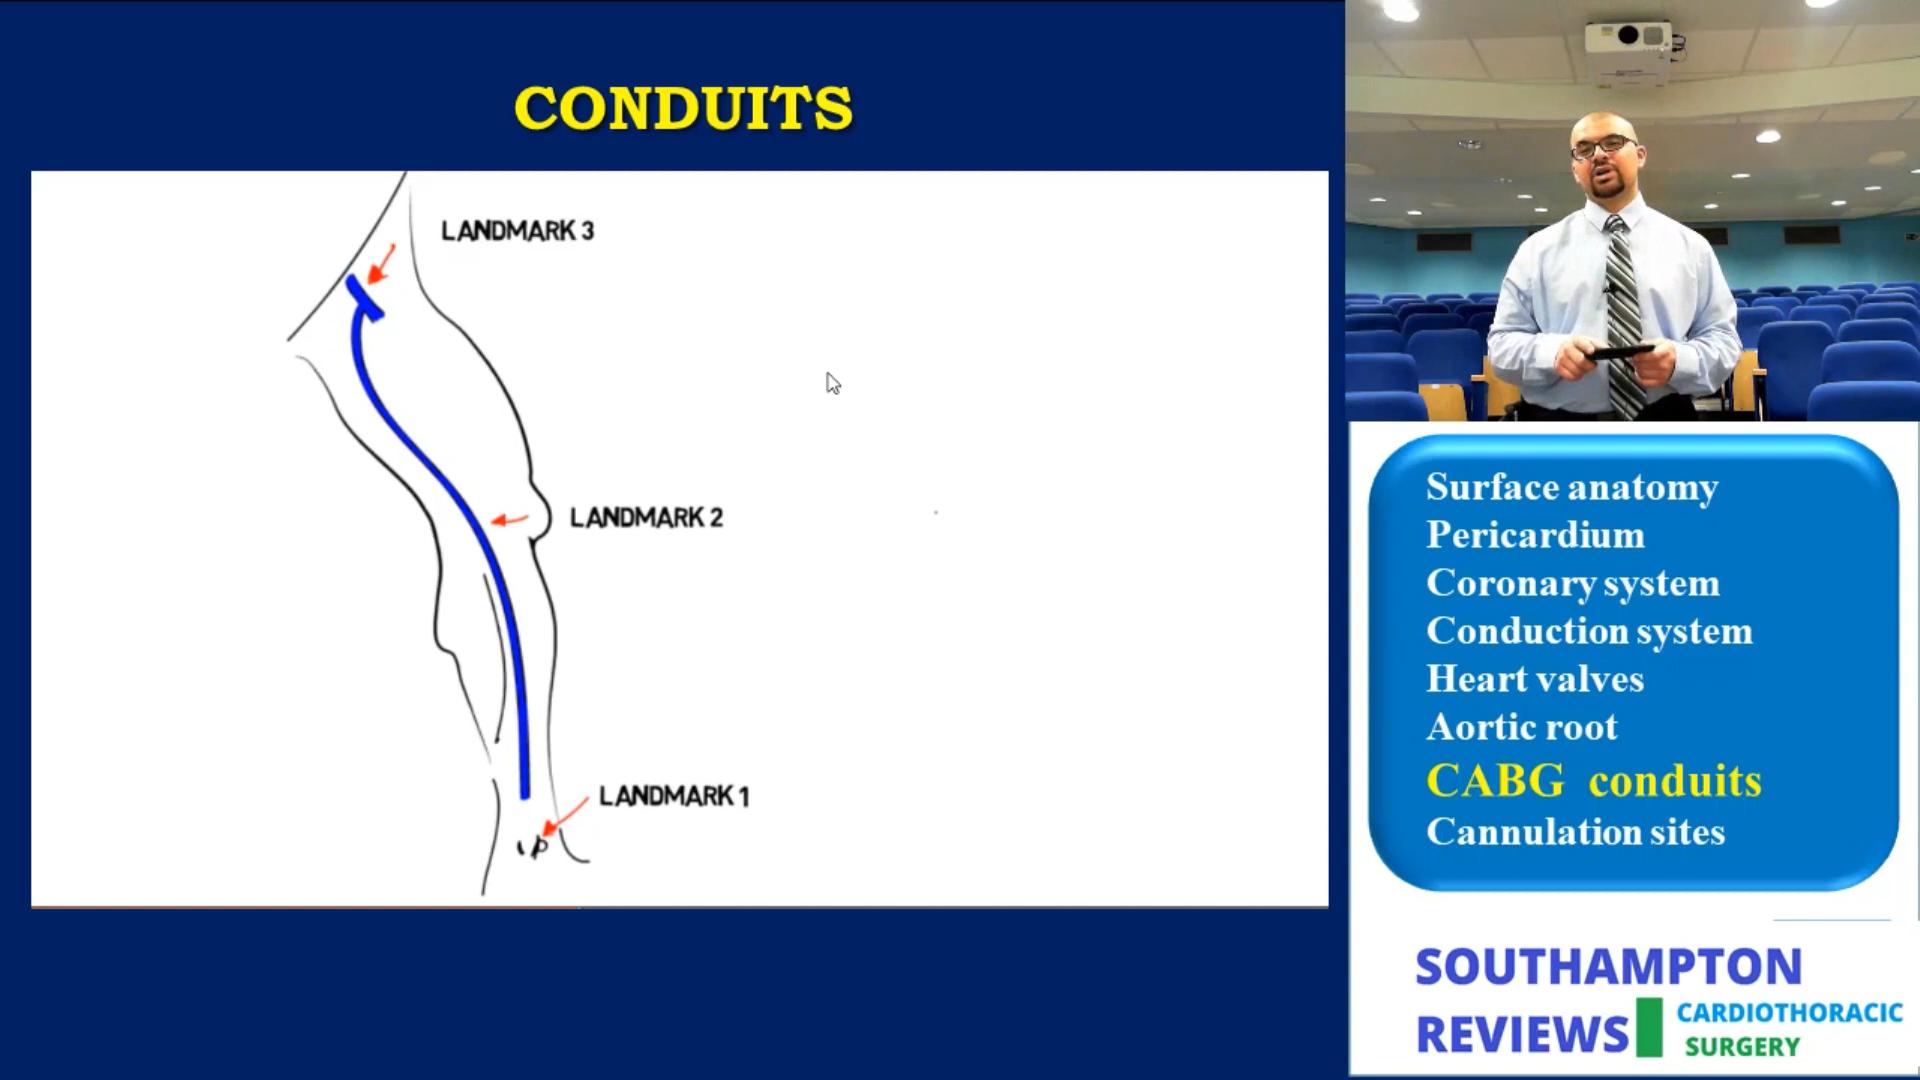 CONDUITS
LANDMARK 3
LANDMARK 2
LANDMARK 1
Surface anatomy
Pericardium
Coronary system
Conduction system
Heart valves
Aortic root
CABG conduits
Cannulation sites
SOUTHAMPTON
REVIEWS
CARDIOTHORACIC
SURGERY